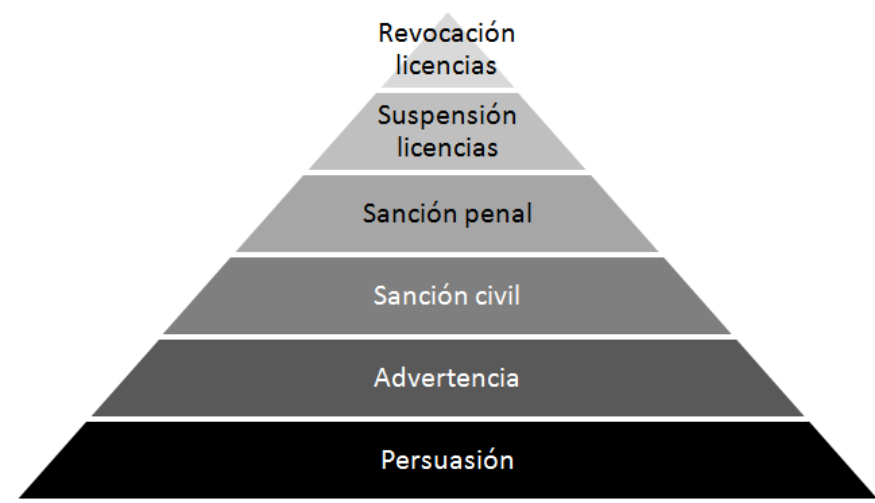 Revocación
licencias
Suspensión
licencias
Sanción penal
Sanción civil
Advertencia
Persuasión